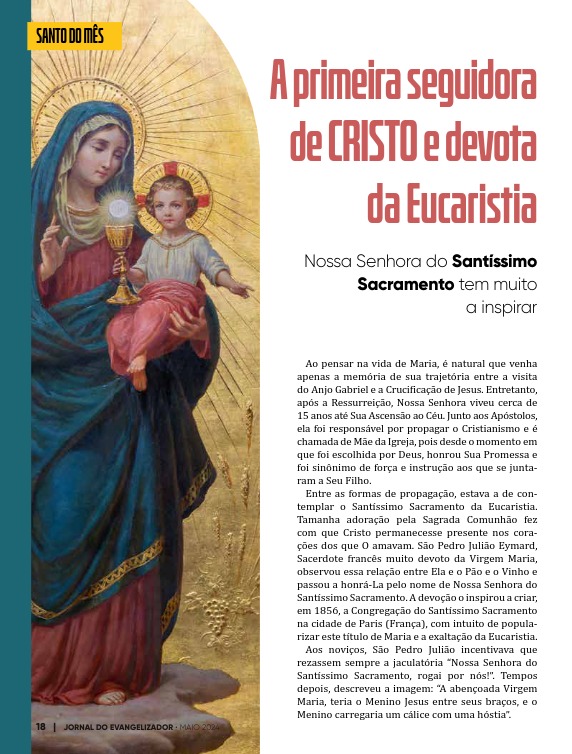 SANTO DO MÊS
A primeira seguidora
de CRISTO e devota
da Eucaristia
Nossa Senhora do Santíssimo
Sacramento tem muito
a inspirar
Ao pensar na vida de Maria, é natural que venha
apenas a memória de sua trajetória entre a visita
do Anjo Gabriel e a Crucificação de Jesus. Entretanto,
após a Ressurreição, Nossa Senhora viveu cerca de
15 anos até Sua Ascensão ao Céu. Junto aos Apóstolos,
ela foi responsável por propagar o Cristianismo e é
chamada de Mãe da Igreja, pois desde o momento em
que foi escolhida por Deus, honrou Sua Promessa e
foi sinônimo de força e instrução aos que se junta-
ram a Seu Filho.
Entre as formas de propagação, estava a de con-
templar o Santíssimo Sacramento da Eucaristia.
Tamanha adoração pela Sagrada Comunhão fez
com que Cristo permanecesse presente nos cora-
ções dos que O amavam. São Pedro Julião Eymard,
Sacerdote francês muito devoto da Virgem Maria,
observou essa relação entre Ela e o Pão e o Vinho e
passou a honrá-La pelo nome de Nossa Senhora do
Santíssimo Sacramento. A devoção o inspirou a criar,
em 1856, a Congregação do Santíssimo Sacramento
na cidade de Paris (França), com intuito de popula-
rizar este título de Maria e a exaltação da Eucaristia.
Aos noviços, São Pedro Julião incentivava que
rezassem sempre a jaculatória “Nossa Senhora do
Santíssimo Sacramento, rogai por nós!”. Tempos
depois, descreveu a imagem: “A abençoada Virgem
Maria, teria o Menino Jesus entre seus braços, e o
Menino carregaria um cálice com uma hóstia”.
18 | JORNAL DO EVANGELIZADOR • MAIO